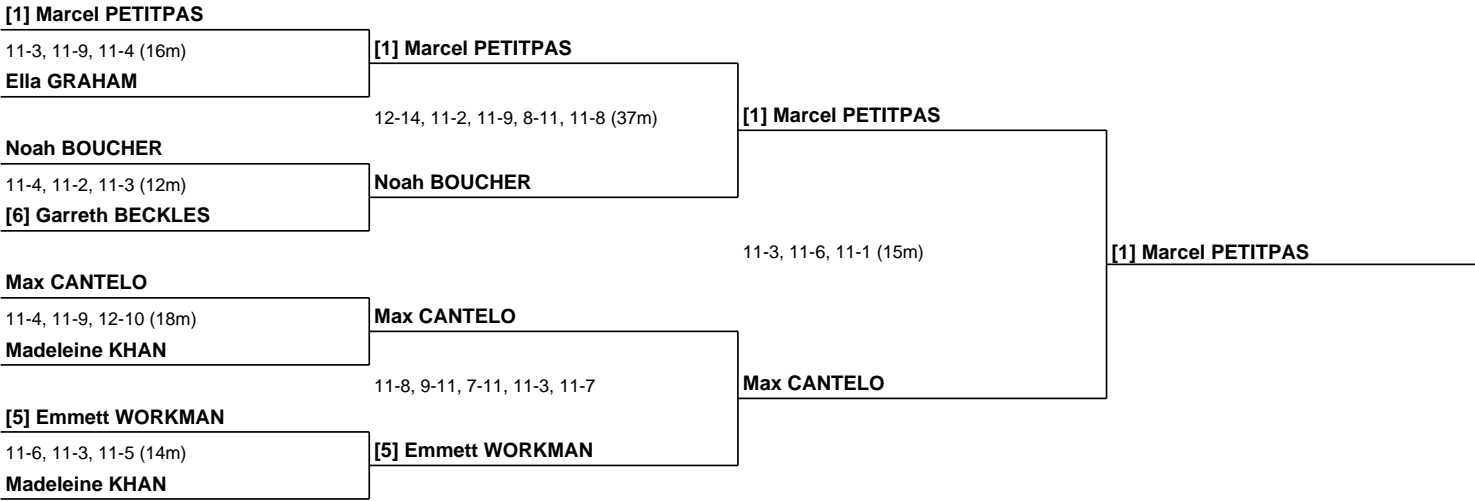 [1] Marcel PETITPAS
11-3, 11-9, 11-4 (16m)
Ella GRAHAM
Noah BOUCHER
11-4, 11-2, 11-3 (12m)
[6] Garreth BECKLES
Max CANTELO
11-4, 11-9, 12-10 (18m)
Madeleine KHAN
[5] Emmett WORKMAN
11-6, 11-3, 11-5 (14m)
Madeleine KHAN
[1] Marcel PETITPAS
12-14, 11-2, 11-9, 8-11, 11-8 (37m)
Noah BOUCHER
Max CANTELO
11-8, 9-11, 7-11, 11-3, 11-7
[5] Emmett WORKMAN
[1] Marcel PETITPAS
11-3, 11-6, 11-1 (15m)
Max CANTELO
[1] Marcel PETITPAS